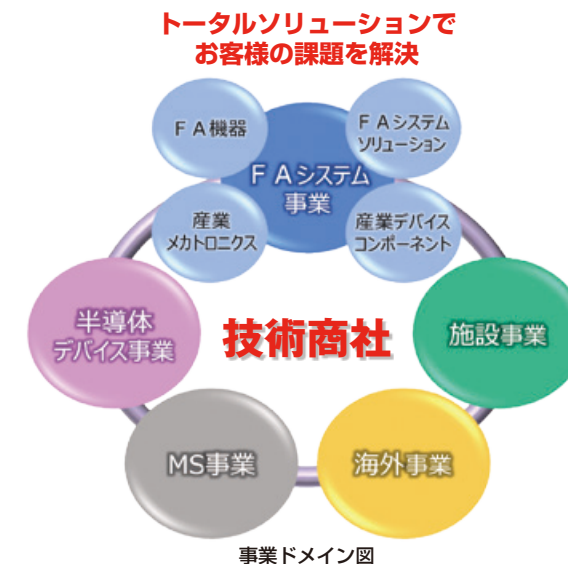 トータルソリューションで
お客様の課題を解決
ＦＡ機器
ＦＡシステム
ソリューション
ＦＡシステム
事業
産業
メカトロニクス
産業デバイス
コンポーネント
半導体
デバイス事業
技術商社
施設事業
MS事業
海外事業
事業ドメイン図